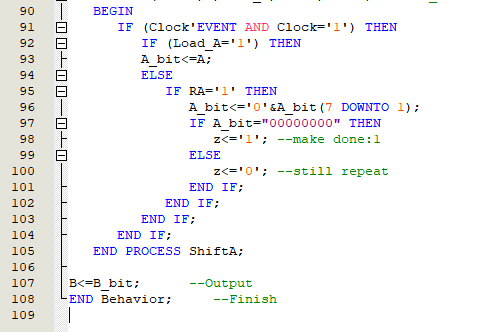 90 BEGIN
91 IF (Clock'EVENT AND Clock='1') THEN
92 IF (Load_A='1') THEN
93 A_bit<=A;
94 ELSE
95 IF RA='1' THEN
96 A_bit<='0'&A_bit(7 DOWNTO 1);
97 IF A_bit="00000000" THEN
98 z<='1'; --make done:1
99 ELSE
100 z<='0'; --still repeat
101 END IF;
102 END IF;
103 END IF;
104 END IF;
105 END PROCESS ShiftA;
106
107 B<=B_bit; --Output
108 END Behavior; --Finish
109